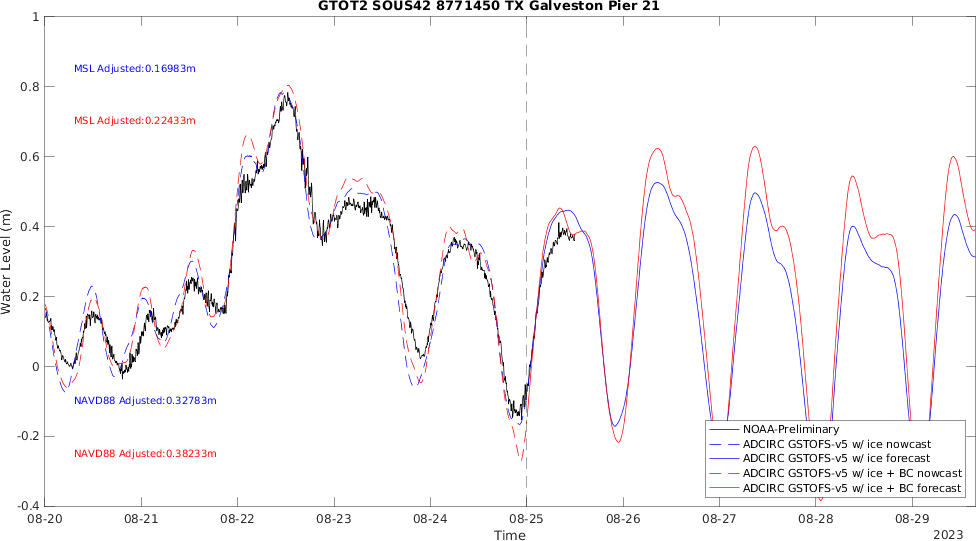 GTOT2 SOUS42 8771450 TX Galveston Pier 21
1
0.8
0.6
0.4
0.2
0
-0.2
-0.4
Water Level (m)
MSL Adjusted:0.16983m
MSL Adjusted:0.22433m
NAVD88 Adjusted:0.32783m
NAVD88 Adjusted:0.38233m
NOAA-Preliminary
ADCIRC GSTOFS-v5 w/ ice nowcast
ADCIRC GSTOFS-v5 w/ ice forecast
ADCIRC GSTOFS-v5 w/ ice + BC nowcast
ADCIRC GSTOFS-v5 w/ ice + BC forecast
08-20 08-21 08-22 08-23 08-24 08-25 08-26 08-27 08-28 08-29
Time
2023